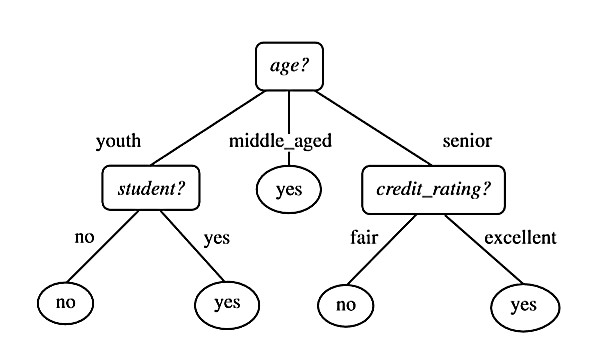 age?
youth
middle_aged
senior
student?
yes
credit_rating?
no
yes
fair
excellent
no
yes
no
yes